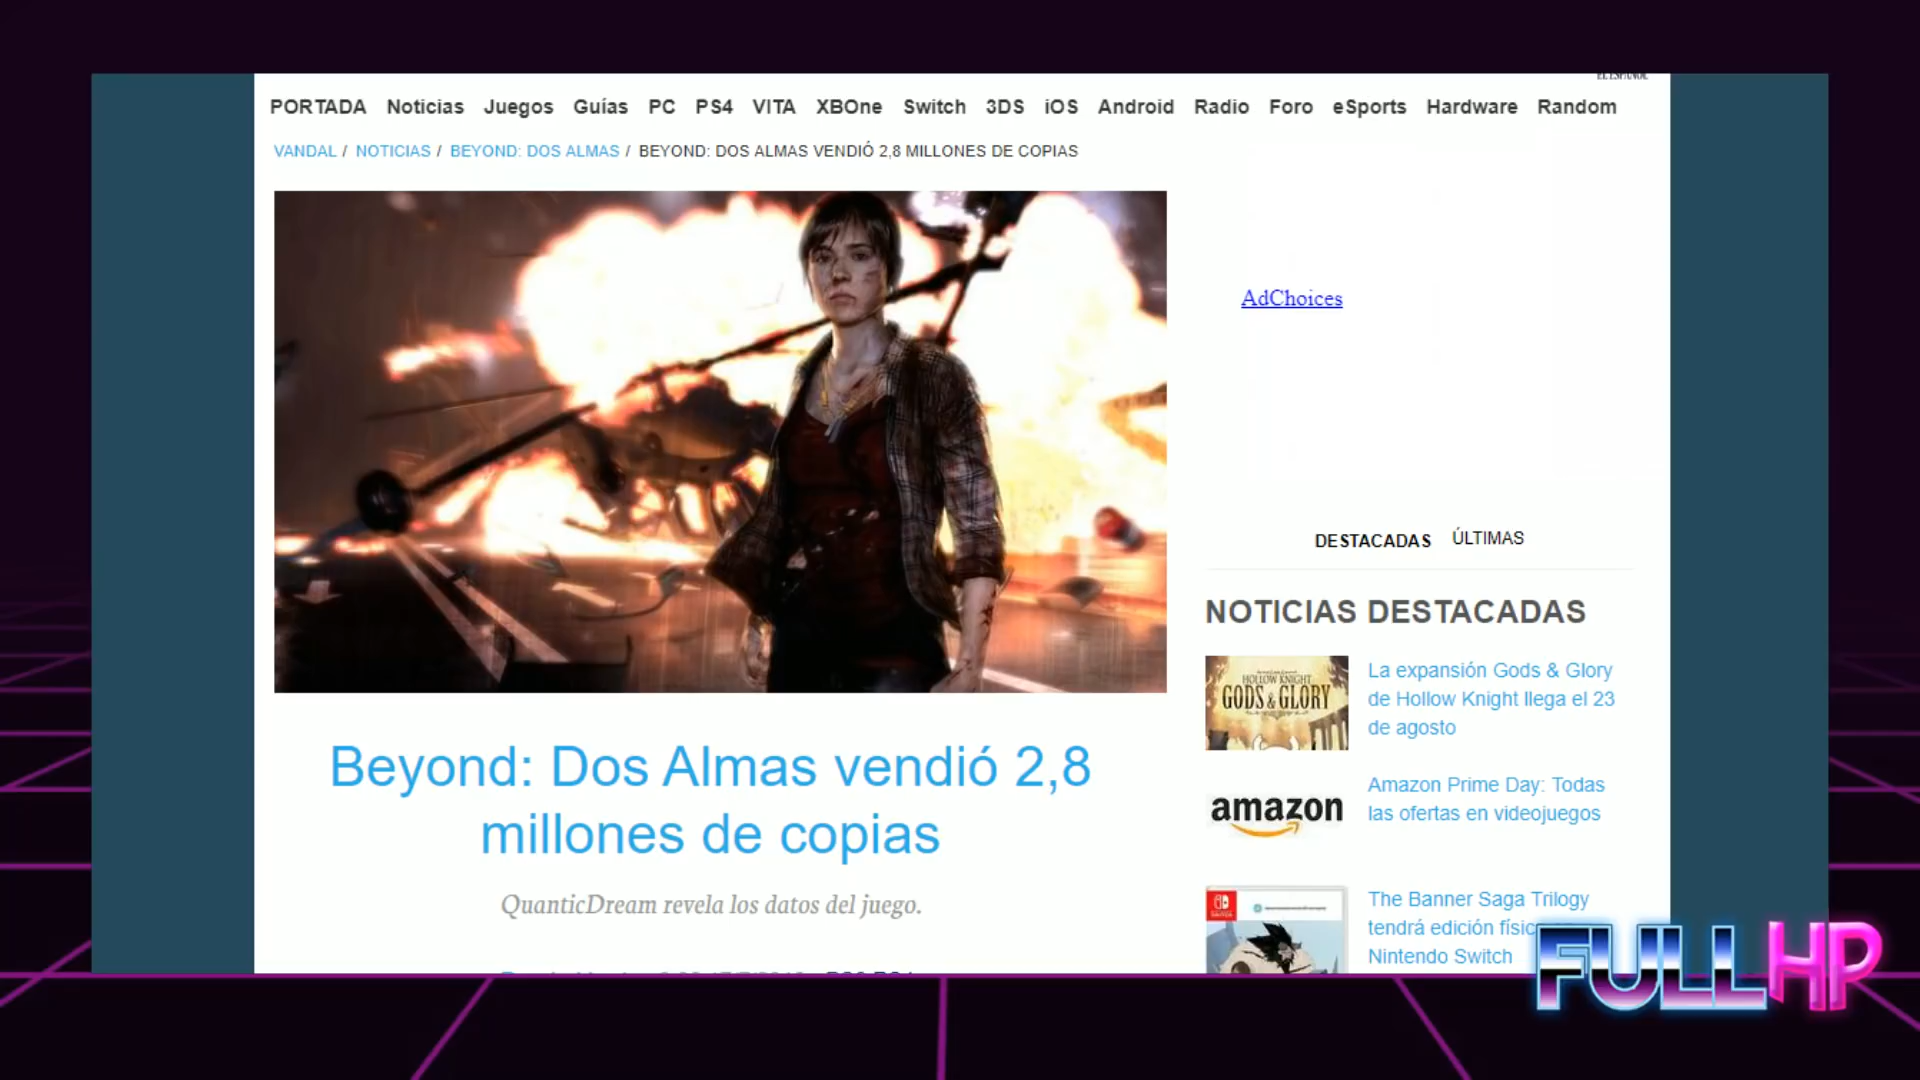 EL ESPAÑOL
PORTADA Noticias Juegos Guías PC PS4 VITA XBOne Switch 3DS iOS Android Radio Foro eSports Hardware Random
VANDAL / NOTICIAS / BEYOND: DOS ALMAS / BEYOND: DOS ALMAS VENDIÓ 2,8 MILLONES DE COPIAS
AdChoices
DESTACADAS ÚLTIMAS
NOTICIAS DESTACADAS
HOLLOW KNIGHT
GODS & GLORY
La expansión Gods & Glory
de Hollow Knight llega el 23
de agosto
amazon
Amazon Prime Day: Todas
las ofertas en videojuegos
The Banner Saga Trilogy
tendrá edición físic
Nintendo Switch
Beyond: Dos Almas vendió 2,8
millones de copias
QuanticDream revela los datos del juego.
FULL HP